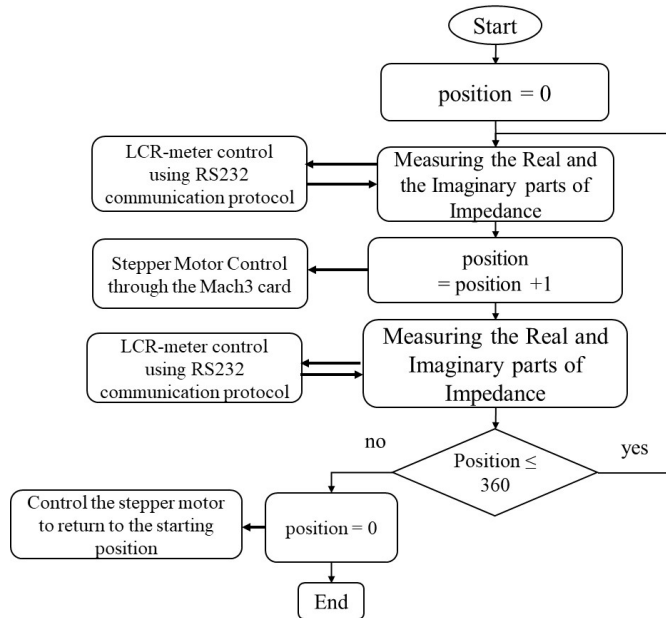 Start
position = 0
LCR-meter control
using RS232
communication protocol
Measuring the Real and
the Imaginary parts of
Impedance
Stepper Motor Control
through the Mach3 card
position
= position +1
LCR-meter control
using RS232
communication protocol
Measuring the Real and
Imaginary parts of
Impedance
no
Position ≤
360
yes
Control the stepper motor
to return to the starting
position
position = 0
End